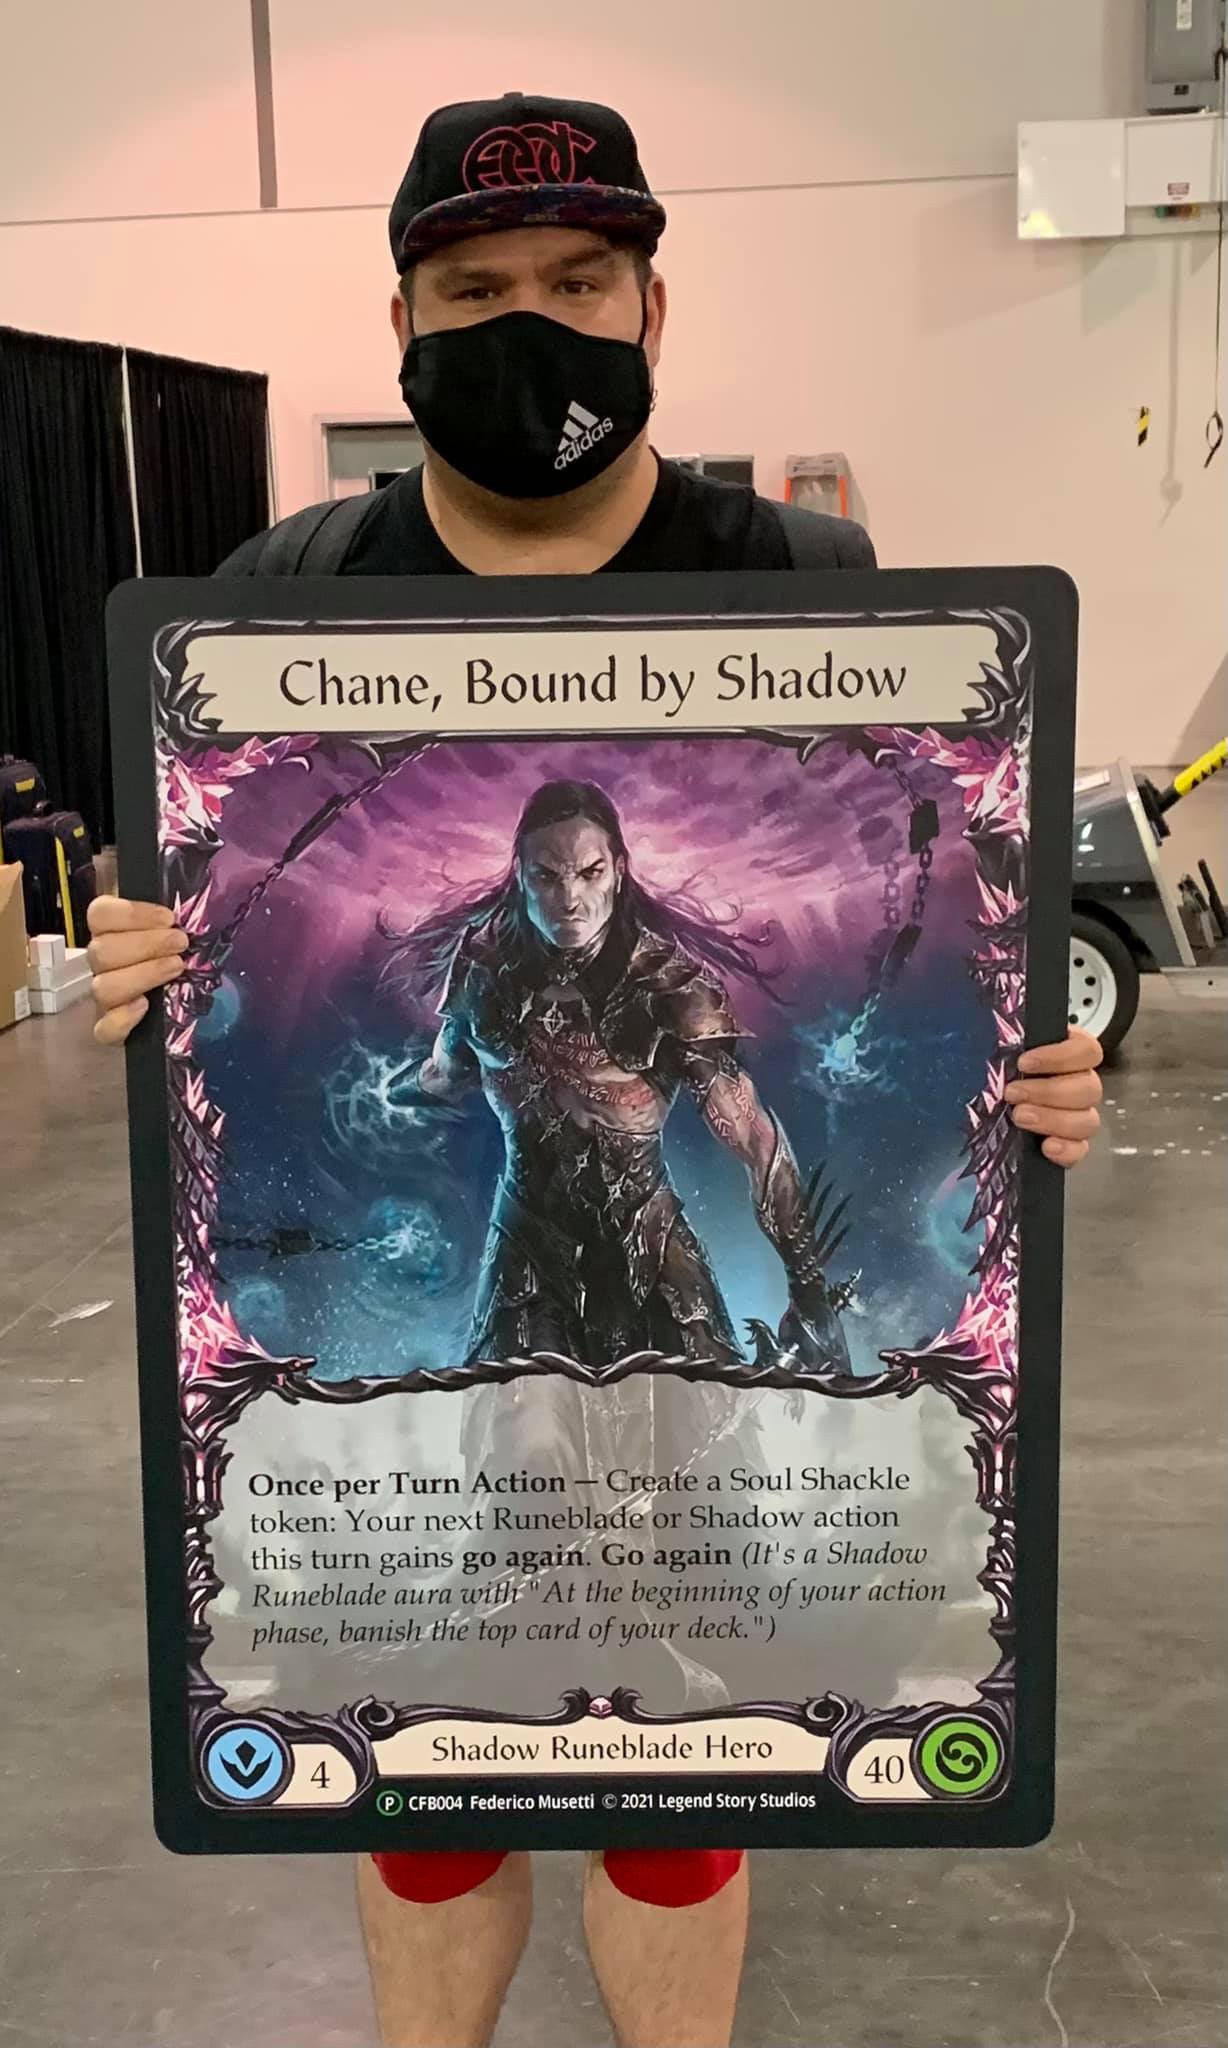 adidas
Chane, Bound by Shadow
Once per Turn Action — Create a Soul Shackle
token: Your next Runeblade or Shadow action
this turn gains go again. Go again (It's a Shadow
Runeblade aura with "At the beginning of your action
phase, banish the top card of your deck.")
Shadow Runeblade Hero
4
40
P CFB004 Federico Musetti © 2021 Legend Story Studios